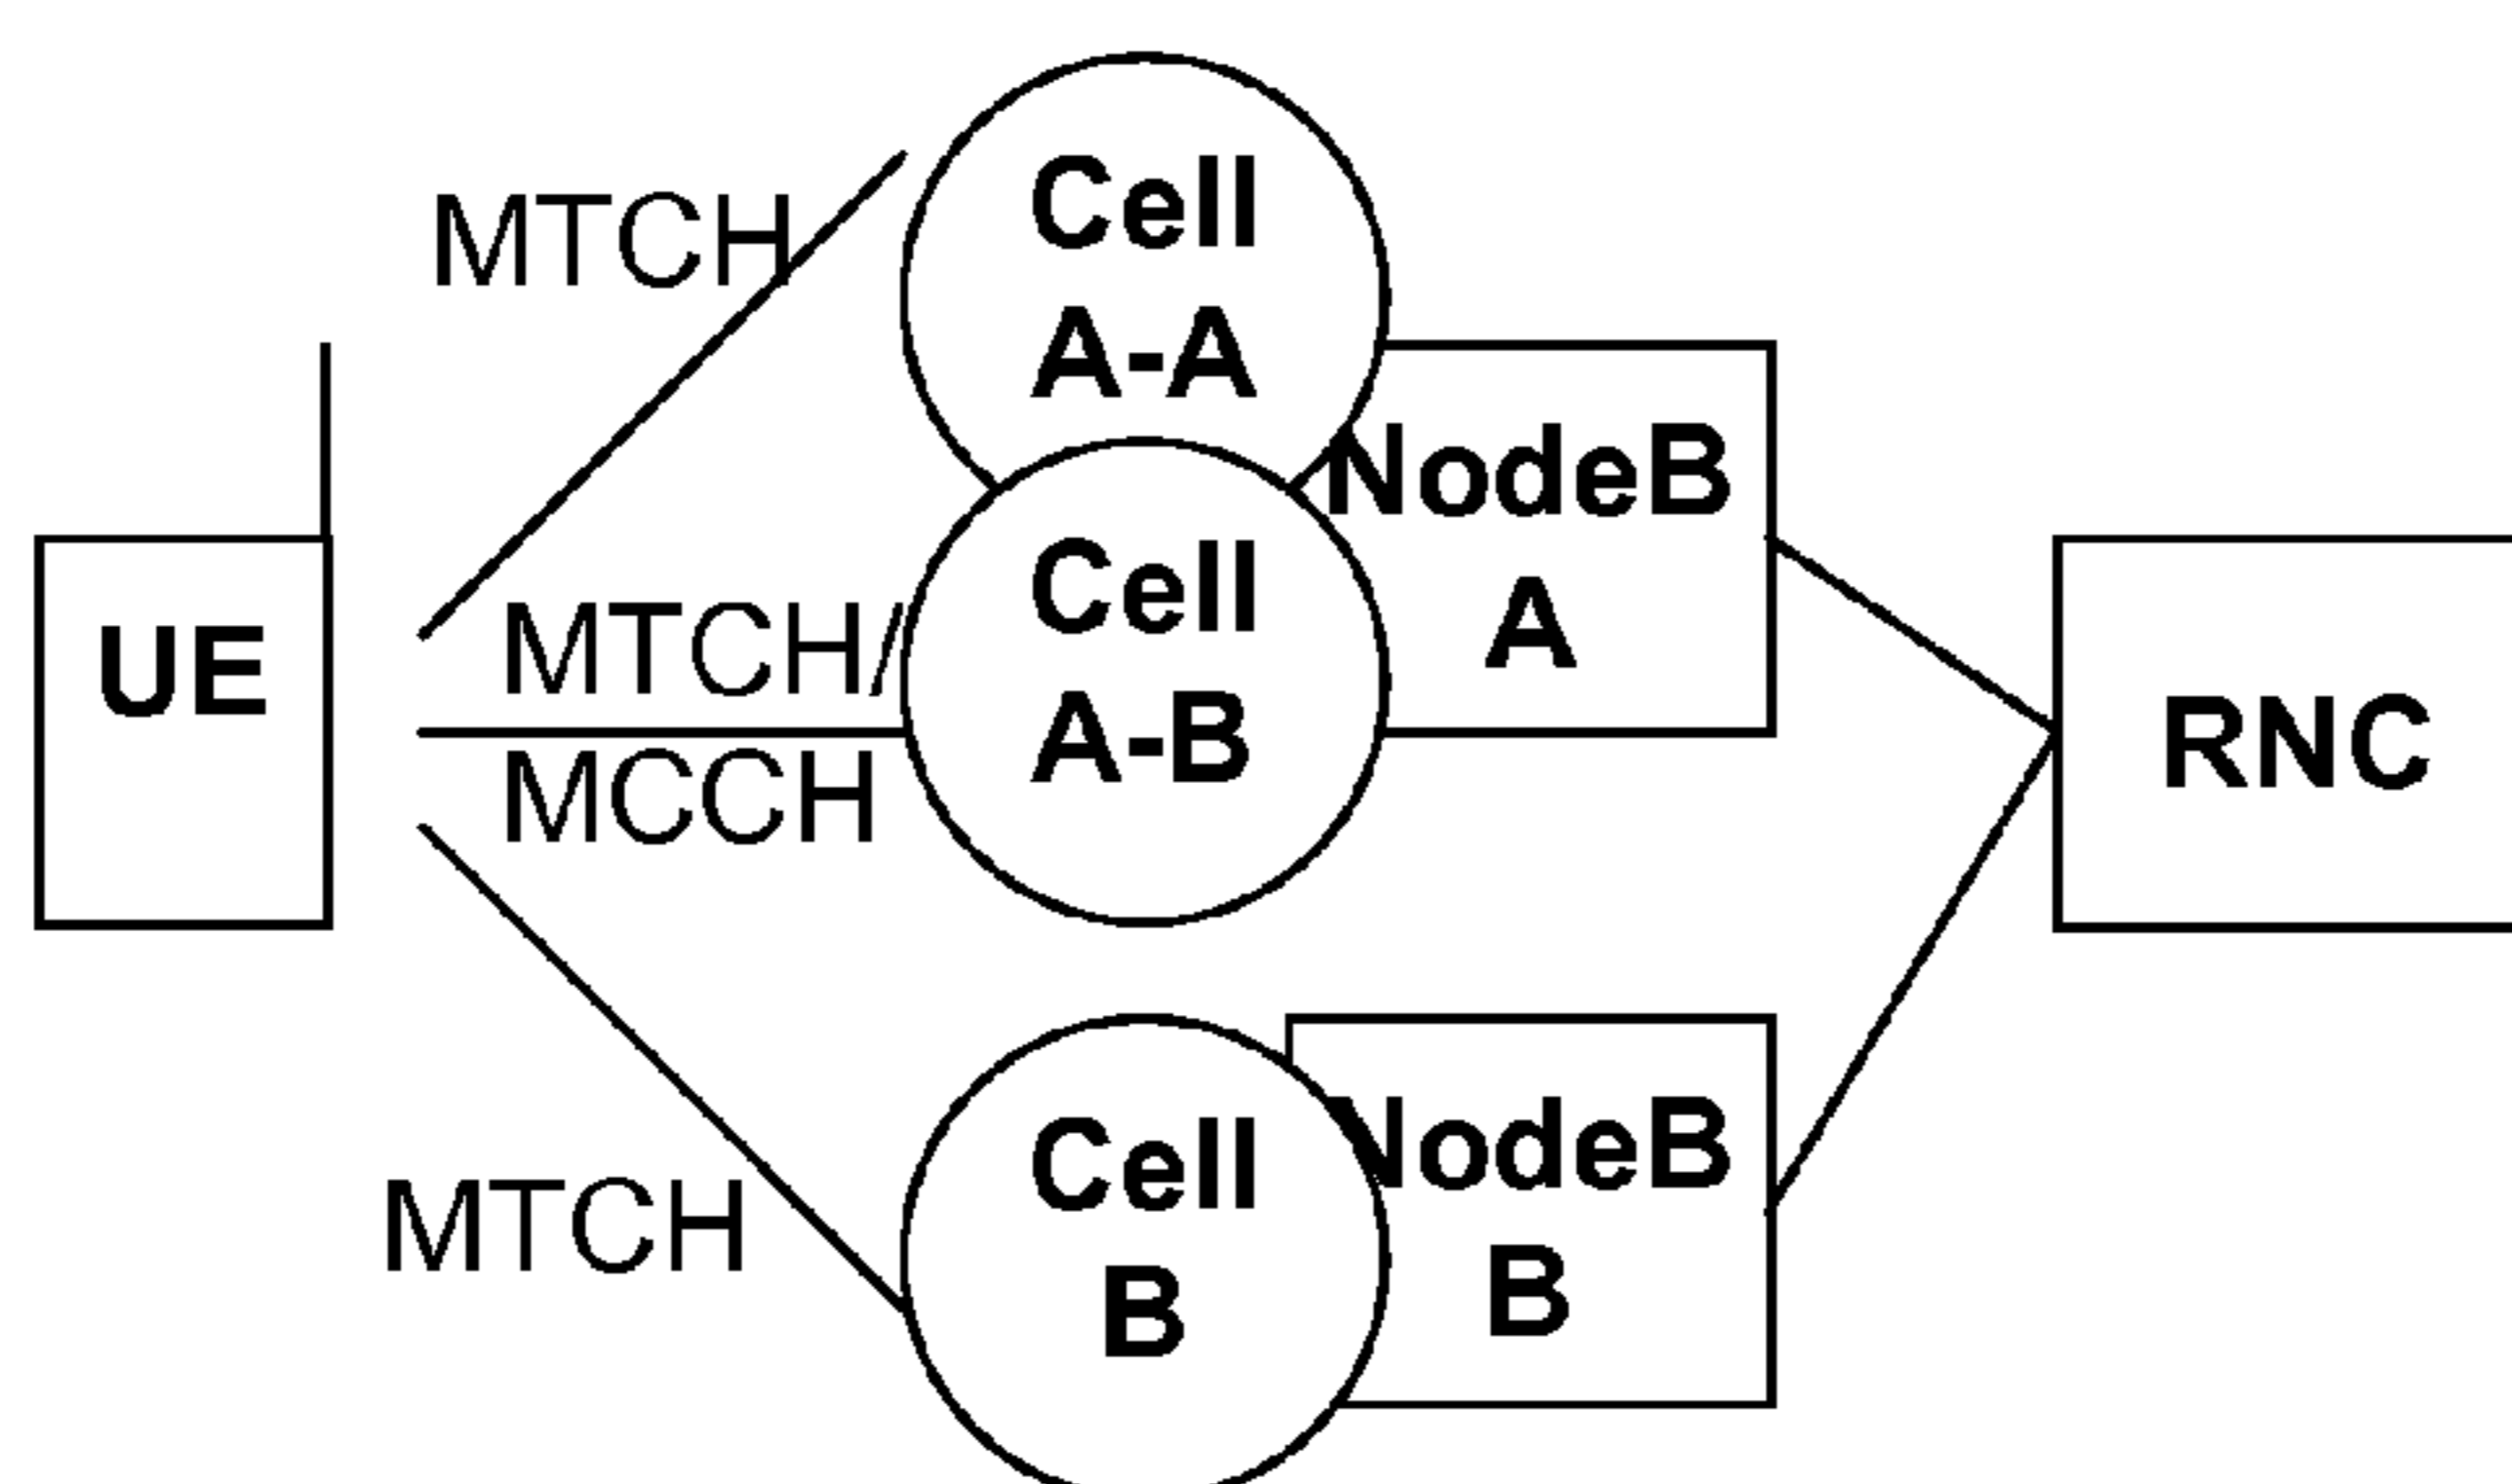 MTCH
Cell
A-A
NodeB
A
UE
MTCH/
MCCH
Cell
A-B
RNC
MTCH
Cell
B
NodeB
B